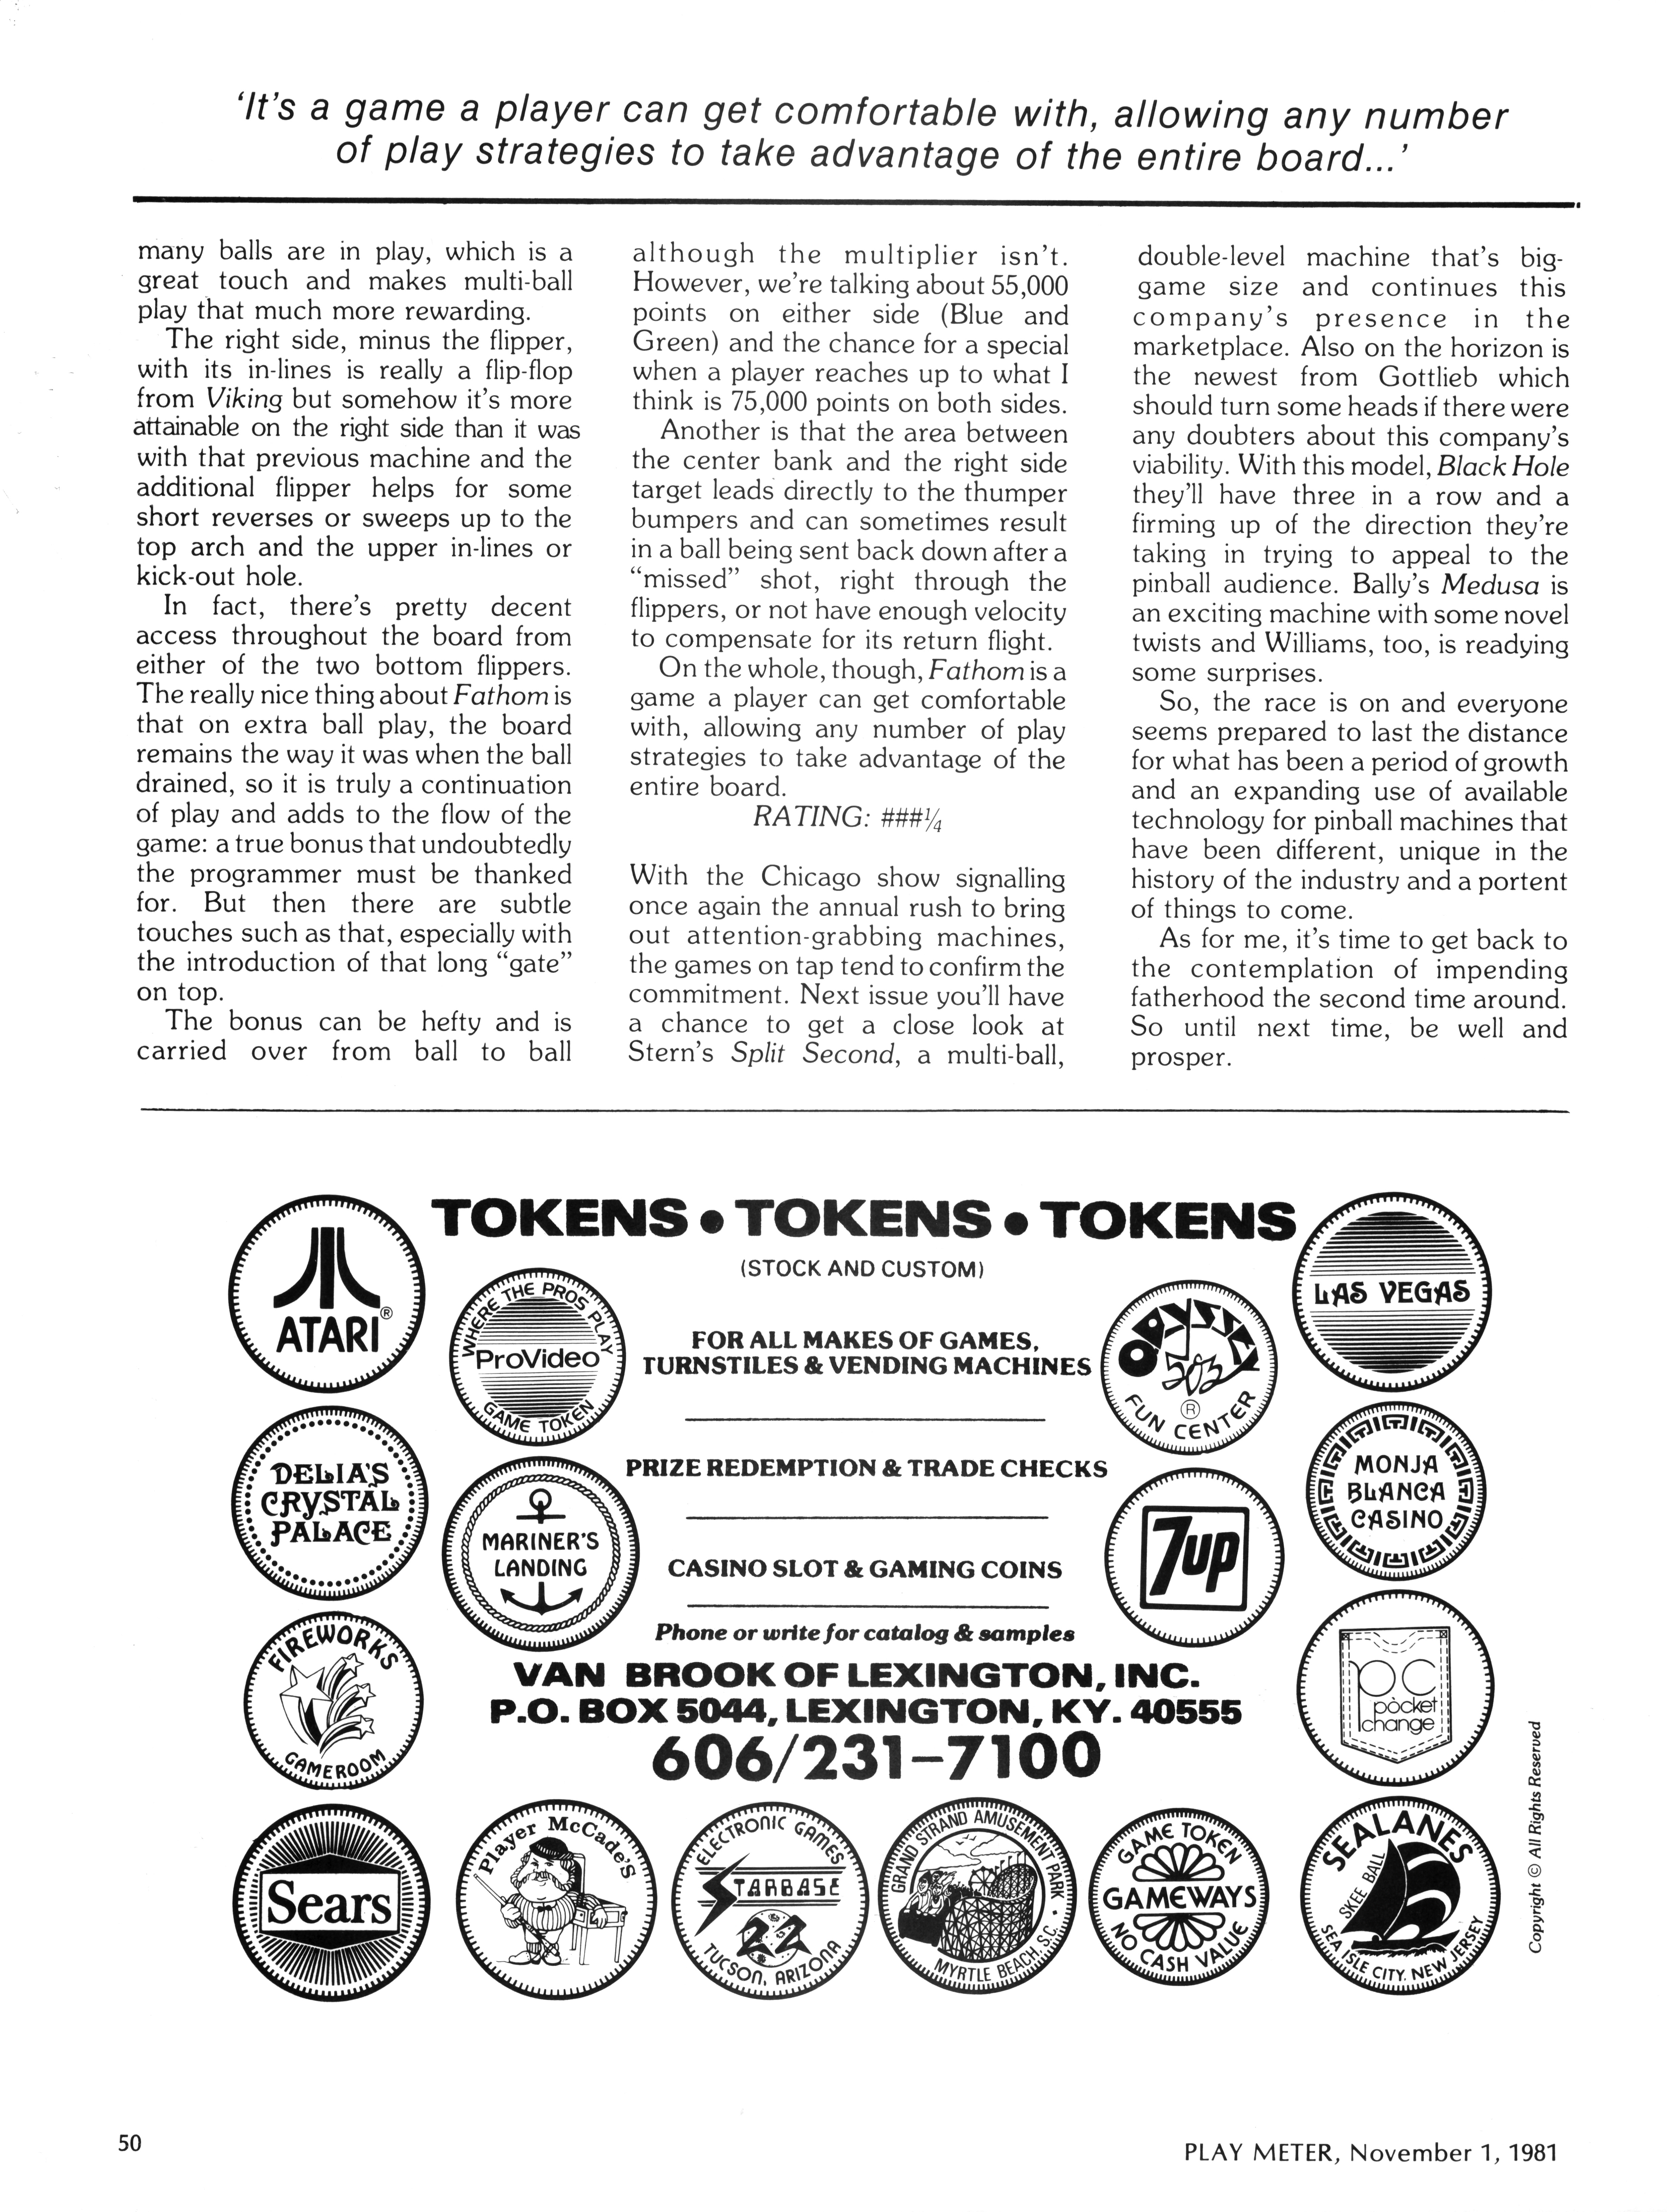 'It's a game a player can get comfortable with, allowing any number
of play strategies to take advantage of the entire board...'
many balls are in play, which is a
great touch and makes multi-ball
play that much more rewarding.
The right side, minus the flipper,
with its in-lines is really a flip-flop
from Viking but somehow it's more
attainable on the right side than it was
with that previous machine and the
additional flipper helps for some
short reverses or sweeps up to the
top arch and the upper in-lines or
kick-out hole.
In fact, there's pretty decent
access throughout the board from
either of the two bottom flippers.
The really nice thing about Fathom is
that on extra ball play, the board
remains the way it was when the ball
drained, so it is truly a continuation
of play and adds to the flow of the
game: a true bonus that undoubtedly
the programmer must be thanked
for. But then there are subtle
touches such as that, especially with
the introduction of that long "gate"
on top.
The bonus can be hefty and is
carried over from ball to ball
although the multiplier isn't.
However, we're talking about 55,000
points on either side (Blue and
Green) and the chance for a special
when a player reaches up to what I
think is 75,000 points on both sides.
Another is that the area between
the center bank and the right side
target leads directly to the thumper
bumpers and can sometimes result
in a ball being sent back down after a
"missed" shot, right through the
flippers, or not have enough velocity
to compensate for its return flight.
On the whole, though, Fathom is a
game a player can get comfortable
with, allowing any number of play
strategies to take advantage of the
entire board.
RATING: ###¼
With the Chicago show signalling
once again the annual rush to bring
out attention-grabbing machines,
the games on tap tend to confirm the
commitment. Next issue you'll have
a chance to get a close look at
Stern's Split Second, a multi-ball,
double-level machine that's big-
game size and continues this
company's presence in the
marketplace. Also on the horizon is
the newest from Gottlieb which
should turn some heads if there were
any doubters about this company's
viability. With this model, Black Hole
they'll have three in a row and a
firming up of the direction they're
taking in trying to appeal to the
pinball audience. Bally's Medusa is
an exciting machine with some novel
twists and Williams, too, is readying
some surprises.
So, the race is on and everyone
seems prepared to last the distance
for what has been a period of growth
and an expanding use of available
technology for pinball machines that
have been different, unique in the
history of the industry and a portent
of things to come.
As for me, it's time to get back to
the contemplation of impending
fatherhood the second time around.
So until next time, be well and
prosper.
TOKENS • TOKENS • TOKENS
(STOCK AND CUSTOM)
FOR ALL MAKES OF GAMES,
TURNSTILES & VENDING MACHINES
PRIZE REDEMPTION & TRADE CHECKS
CASINO SLOT & GAMING COINS
Phone or write for catalog & samples
VAN BROOK OF LEXINGTON, INC.
P.O. BOX 5044, LEXINGTON, KY. 40555
606/231-7100
ATARI®
WHERE THE PROS PLAY
ProVideo
GAME TOKEN
ODYSSEY
503
®
FUN CENTER
LAS VEGAS
DELIA'S
CRYSTAL
PALACE
MARINER'S
LANDING
7up
MONJA
BLANCA
CASINO
FIREWORKS
GAMEROOM
pc
pocket
change
Sears
Player McCade'S
ELECTRONIC GAMES
STARBASE
22
TUCSON, ARIZONA
GRAND STRAND AMUSEMENT PARK •
MYRTLE BEACH, S.C.
GAME TOKEN
GAMEWAYS
NO CASH VALUE
SEALANES
SKEE BALL
SEA ISLE CITY, NEW JERSEY
Copyright © All Rights Reserved
50
PLAY METER, November 1, 1981